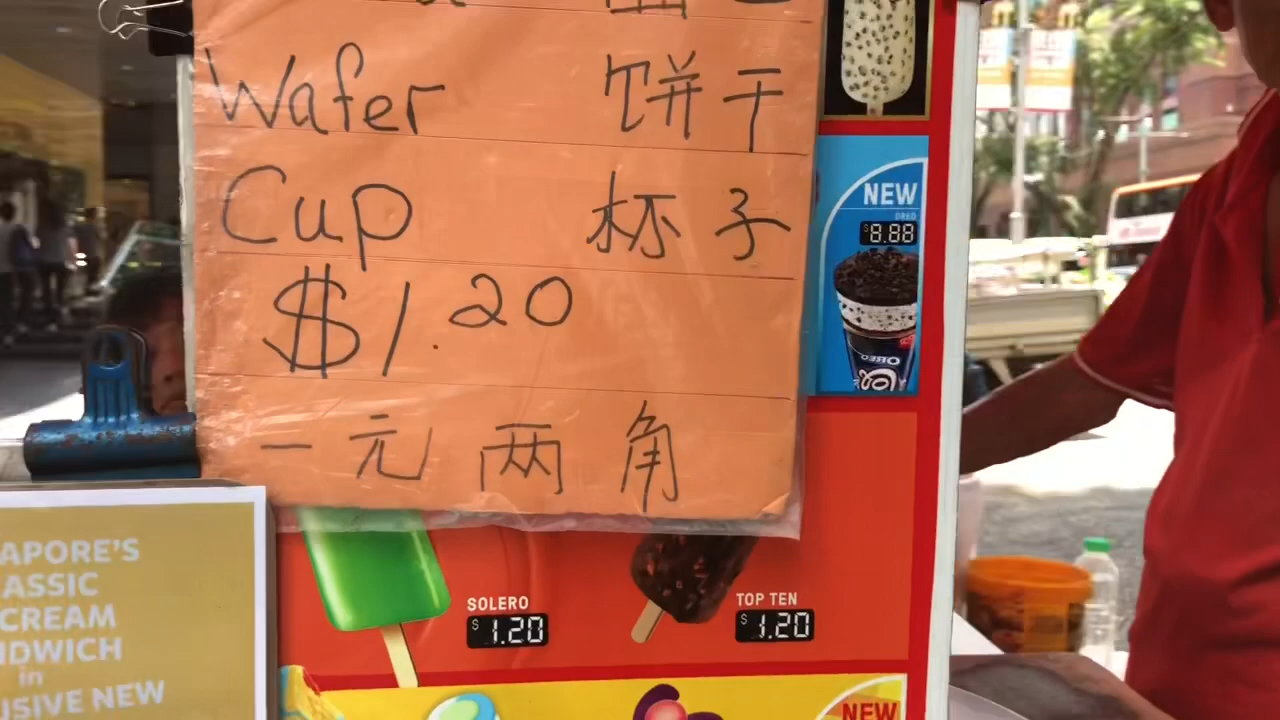 Wafer 饼干
Cup 杯子
$1.20
一元两角
NEW
OREO
$8.88
OREO
SOLERO
$1.20
TOP TEN
$1.20
NEW
APORE'S
ASSIC
CREAM
NDWICH
in
USIVE NEW